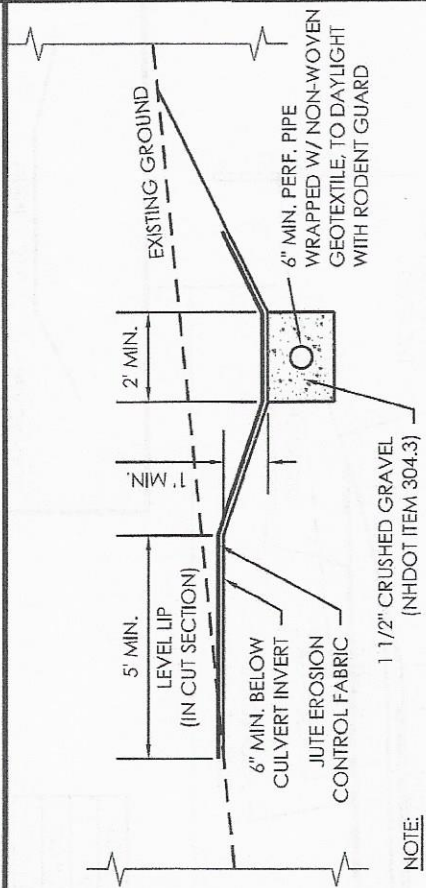 EXISTING GROUND
2' MIN.
5' MIN.
LEVEL LIP
(IN CUT SECTION)
1' MIN.
6" MIN. BELOW
CULVERT INVERT
JUTE EROSION
CONTROL FABRIC
6" MIN. PERF. PIPE
WRAPPED W/ NON-WOVEN
GEOTEXTILE, TO DAYLIGHT
WITH RODENT GUARD
1 1/2" CRUSHED GRAVEL
(NHDOT ITEM 304.3)
NOTE: